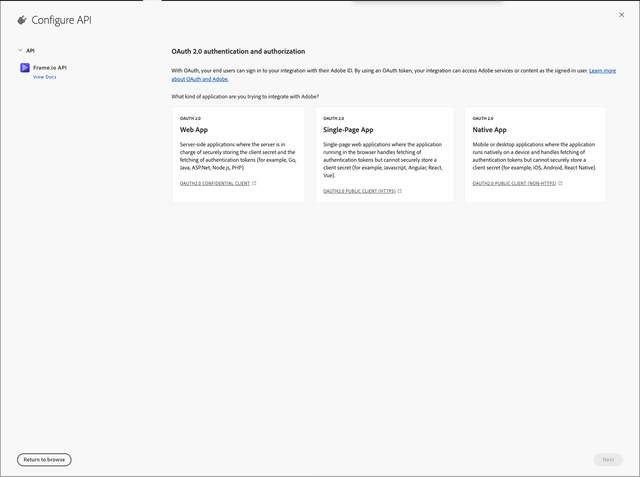 Configure API
API
Frame.io API
View Docs
OAuth 2.0 authentication and authorization
With OAuth, your end users can sign in to your integration with their Adobe ID. By using an OAuth token, your integration can access Adobe services or content as the signed-in user. Learn more
about OAuth and Adobe.
What kind of application are you trying to integrate with Adobe?
OAUTH 2.0
Web App
Server-side applications where the server is in
charge of securely storing the client secret and the
fetching of authentication tokens (for example, Go,
Java, ASP.Net, Node.js, PHP).
OAUTH2.0 CONFIDENTIAL CLIENT
OAUTH 2.0
Single-Page App
Single-page web applications where the application
running in the browser handles fetching of
authentication tokens but cannot securely store a
client secret (for example, Javascript, Angular, React,
Vue).
OAUTH2.0 PUBLIC CLIENT (HTTPS)
OAUTH 2.0
Native App
Mobile or desktop applications where the application
runs natively on a device and handles fetching of
authentication tokens but cannot securely store a
client secret (for example, iOS, Android, React Native).
OAUTH2.0 PUBLIC CLIENT (NON-HTTPS)
Return to browse
Next